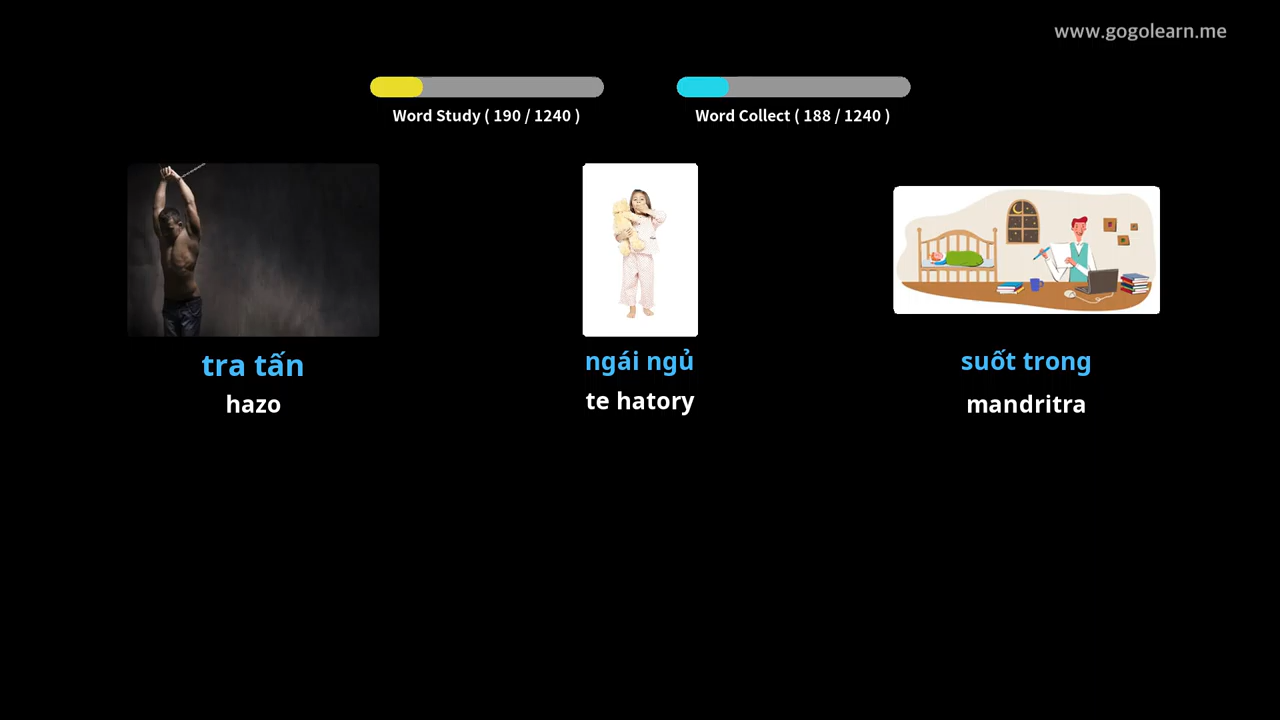 www.gogolearn.me
Word Study ( 190 / 1240 )
Word Collect ( 188 / 1240 )
tra tấn
hazo
ngái ngủ
te hatory
suốt trong
mandritra